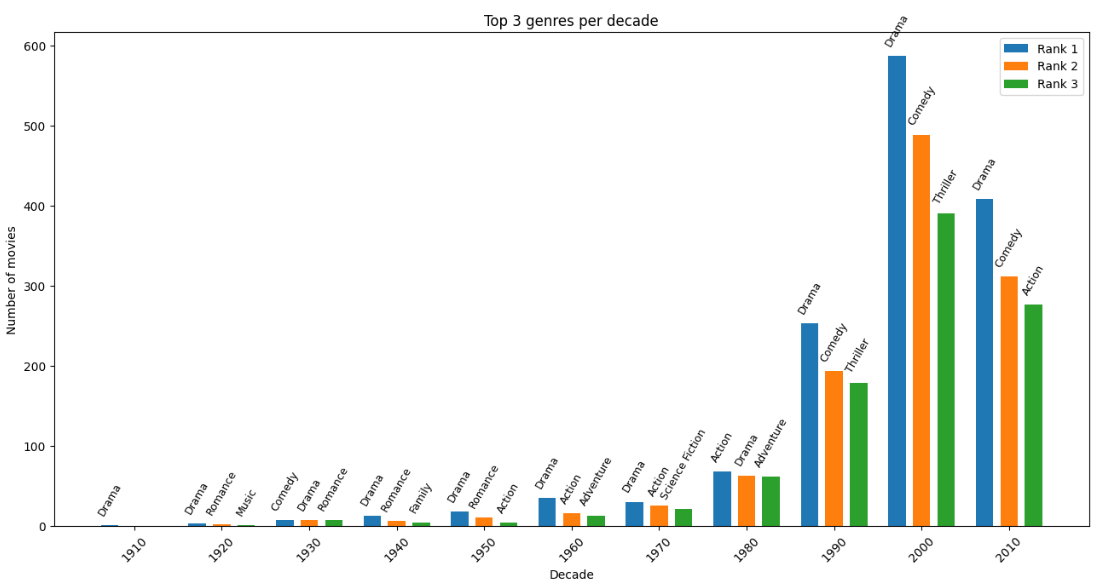 Top 3 genres per decade
Number of movies
600
500
400
300
200
100
0
Rank 1
Rank 2
Rank 3
Drama
Drama
Romance
Music
Comedy
Drama
Romance
Drama
Romance
Family
Drama
Romance
Action
Drama
Action
Adventure
Drama
Action
Science Fiction
Action
Drama
Adventure
Drama
Comedy
Thriller
Drama
Comedy
Thriller
Drama
Comedy
Action
1910
1920
1930
1940
1950
1960
1970
1980
1990
2000
2010
Decade